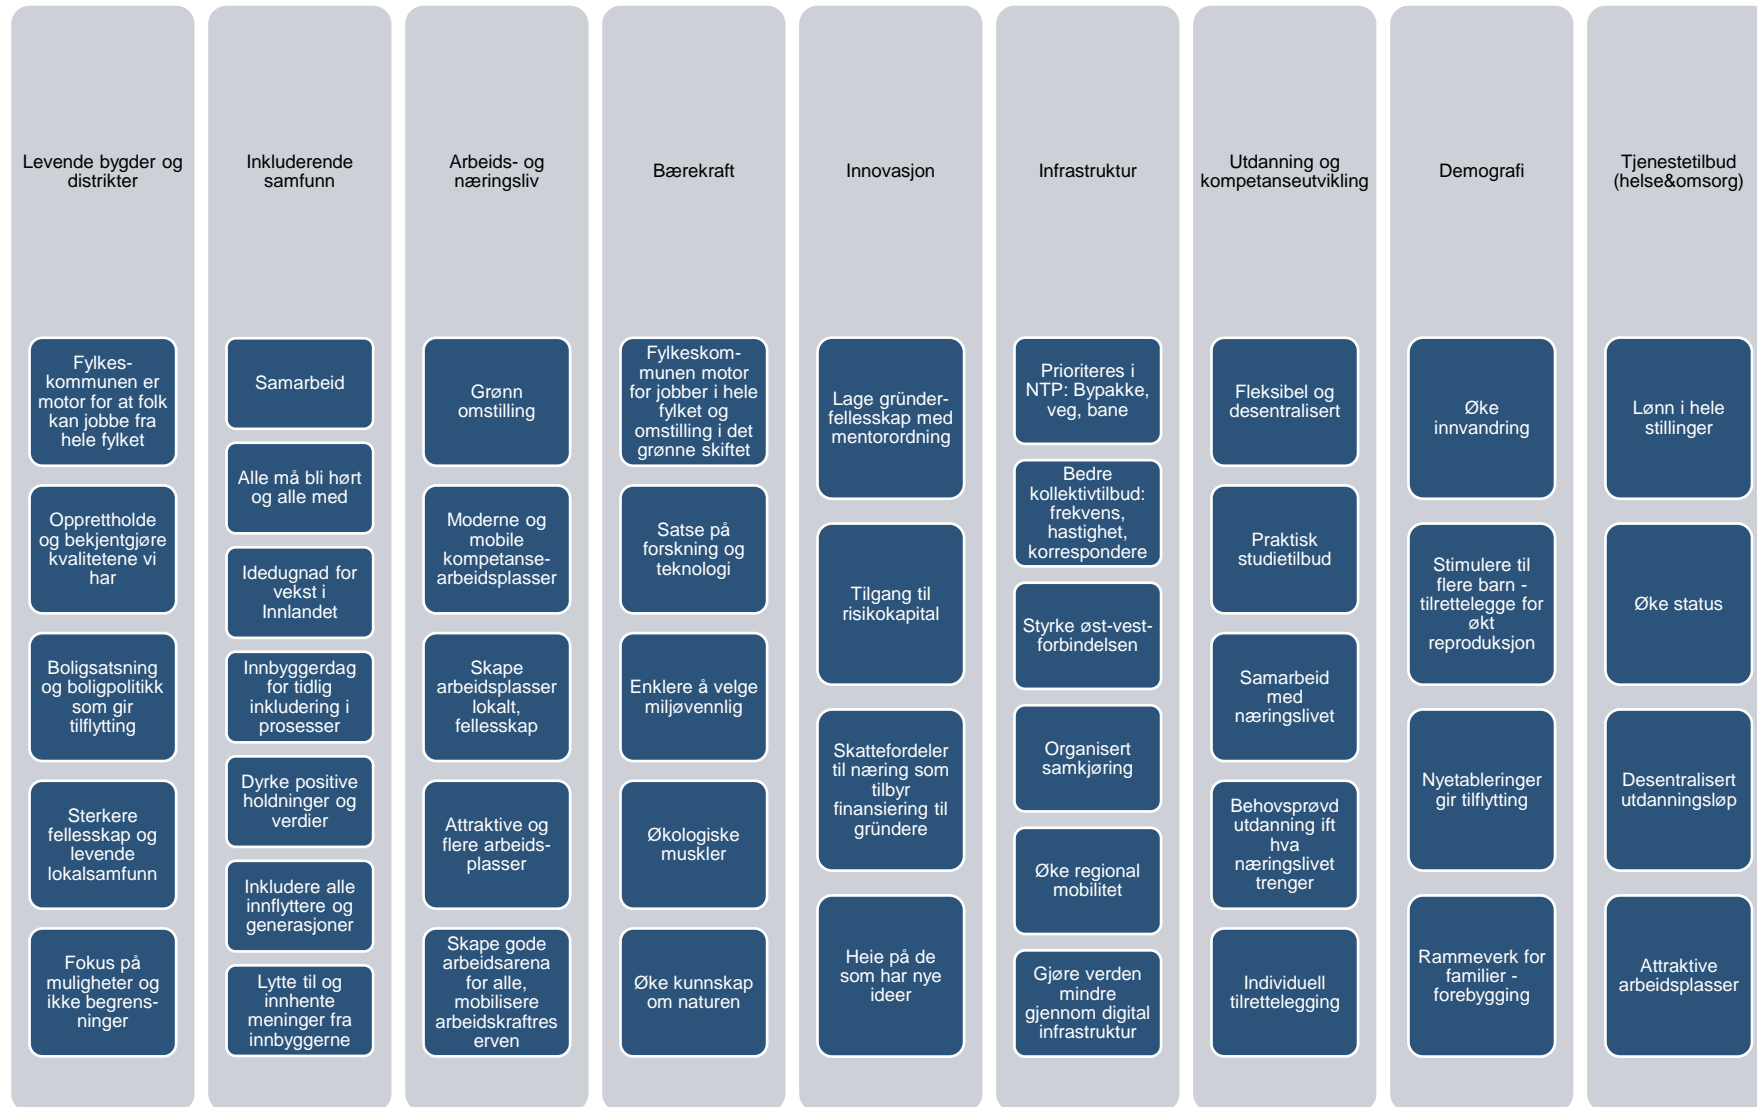 Levende bygder og
distrikter
Fylkes-
kommunen er
motor for at folk
kan jobbe fra
hele fylket
Opprettholde
og bekjentgjøre
kvalitetene vi
har
Boligsatsning
og boligpolitikk
som gir
tilflytting
Sterkere
fellesskap og
levende
lokalsamfunn
Fokus på
muligheter og
ikke begrens-
ninger
Inkluderende
samfunn
Samarbeid
Alle må bli hørt
og alle med
Idedugnad for
vekst i
Innlandet
Innbyggerdag
for tidlig
inkludering i
prosesser
Dyrke positive
holdninger og
verdier
Inkludere alle
innflyttere og
generasjoner
Lytte til og
innhente
meninger fra
innbyggerne
Arbeids- og
næringsliv
Grønn
omstilling
Moderne og
mobile
kompetanse-
arbeidsplasser
Skape
arbeidsplasser
lokalt,
fellesskap
Attraktive og
flere arbeids-
plasser
Skape gode
arbeidsarena
for alle,
mobilisere
arbeidskraftres
erven
Bærekraft
Fylkeskom-
munen motor
for jobber i hele
fylket og
omstilling i det
grønne skiftet
Satse på
forskning og
teknologi
Enklere å velge
miljøvennlig
Økologiske
muskler
Øke kunnskap
om naturen
Innovasjon
Lage gründer-
fellesskap med
mentorordning
Tilgang til
risikokapital
Skattefordeler
til næring som
tilbyr
finansiering til
gründere
Heie på de
som har nye
ideer
Infrastruktur
Prioriteres i
NTP: Bypakke,
veg, bane
Bedre
kollektivtilbud:
frekvens,
hastighet,
korrespondere
Styrke øst-vest-
forbindelsen
Organisert
samkjøring
Øke regional
mobilitet
Gjøre verden
mindre
gjennom digital
infrastruktur
Utdanning og
kompetanseutvikling
Fleksibel og
desentralisert
Praktisk
studietilbud
Samarbeid
med
næringslivet
Behovsprøvd
utdanning ift
hva
næringslivet
trenger
Individuell
tilrettelegging
Demografi
Øke
innvandring
Stimulere til
flere barn -
tilrettelegge for
økt
reproduksjon
Nyetableringer
gir tilflytting
Rammeverk for
familier -
forebygging
Tjenestetilbud
(helse&omsorg)
Lønn i hele
stillinger
Øke status
Desentralisert
utdanningsløp
Attraktive
arbeidsplasser